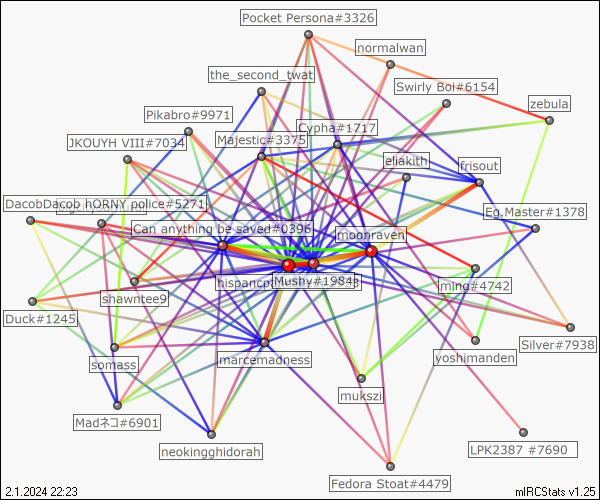 Pocket Persona#3326
normalwan
the_second_twat
Swirly Boi#6154
zebula
Pikabro#9971
Cypha#1717
Majestic#3375
JKOUYH VIII#7034
eliakith
frisout
DacobDacob hORNY police#5271
Eg.Master#1378
Can anything be saved#0396
moonraven
Mushy#1984
lming#4742
shawntee9
Duck#1245
Silver#7938
marcemadness
yoshimanden
somass
mukszi
Madネコ#6901
neokingghidorah
LPK2387 #7690
Fedora Stoat#4479
2.1.2024 22:23
mIRCStats v1.25